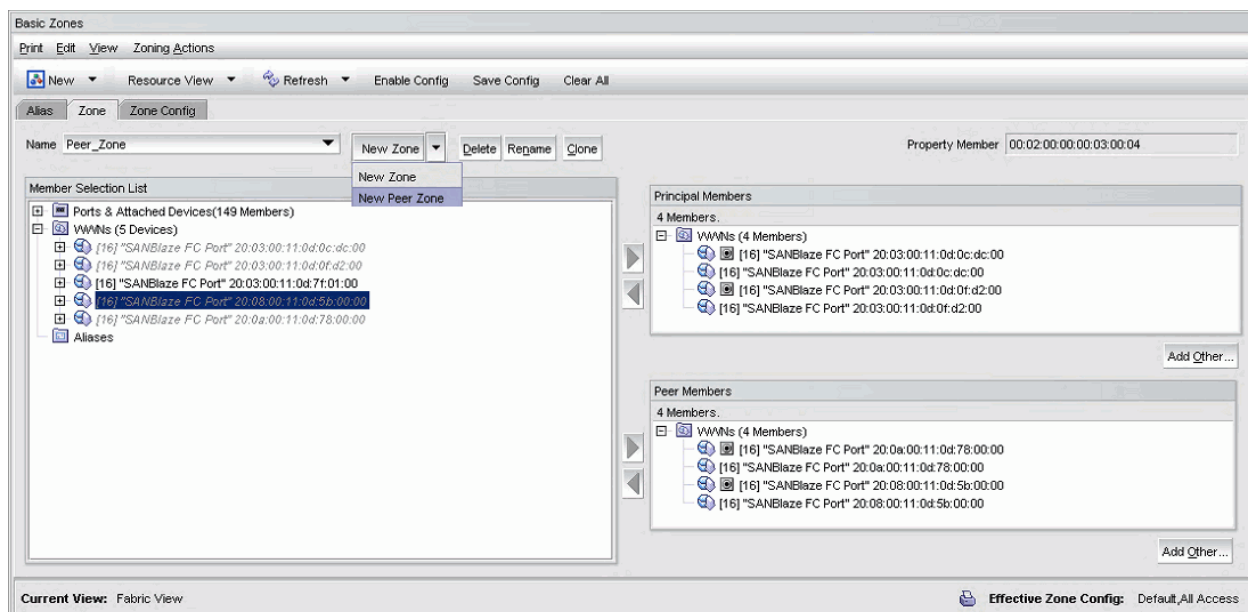 Basic Zones
Print Edit View Zoning Actions
New Resource View Refresh Enable Config Save Config Clear All
Alias Zone Zone Config
Name Peer_Zone New Zone Delete Rename Clone Property Member 00:02:00:00:00:03:00:04
New Zone
New Peer Zone
Member Selection List
Ports & Attached Devices(149 Members)
WWNs (5 Devices)
[16] "SANBlaze FC Port" 20:03:00:11:0d:0c:dc:00
[16] "SANBlaze FC Port" 20:03:00:11:0d:0f:d2:00
[16] "SANBlaze FC Port" 20:03:00:11:0d:7f:01:00
[16] "SANBlaze FC Port" 20:08:00:11:0d:5b:00:00
[16] "SANBlaze FC Port" 20:0a:00:11:0d:78:00:00
Aliases
Principal Members
4 Members.
WWNs (4 Members)
[16] "SANBlaze FC Port" 20:03:00:11:0d:0c:dc:00
[16] "SANBlaze FC Port" 20:03:00:11:0d:0c:dc:00
[16] "SANBlaze FC Port" 20:03:00:11:0d:0f:d2:00
[16] "SANBlaze FC Port" 20:03:00:11:0d:0f:d2:00
Add Other...
Peer Members
4 Members.
WWNs (4 Members)
[16] "SANBlaze FC Port" 20:0a:00:11:0d:78:00:00
[16] "SANBlaze FC Port" 20:0a:00:11:0d:78:00:00
[16] "SANBlaze FC Port" 20:08:00:11:0d:5b:00:00
[16] "SANBlaze FC Port" 20:08:00:11:0d:5b:00:00
Add Other...
Current View: Fabric View Effective Zone Config: Default,All Access